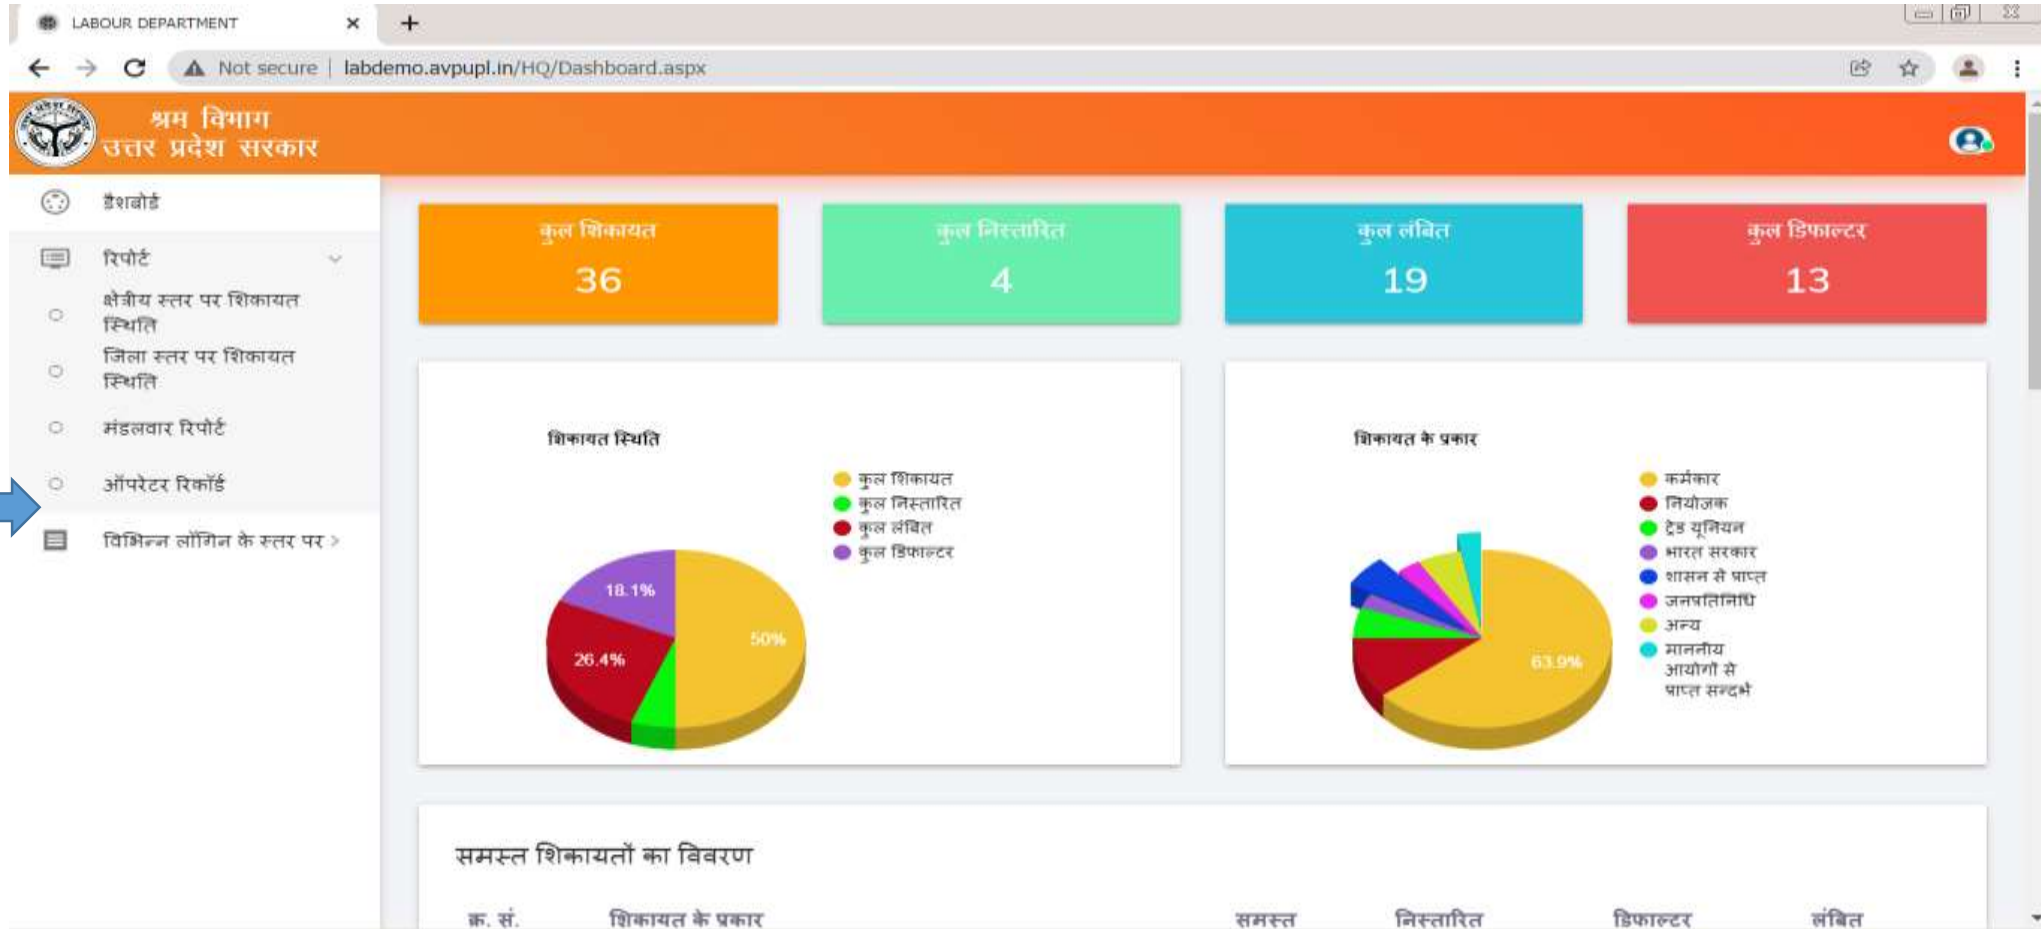 LABOUR DEPARTMENT
Not secure | labdemo.avpupl.in/HQ/Dashboard.aspx
श्रम विभाग
उत्तर प्रदेश सरकार
डैशबोर्ड
रिपोर्ट
क्षेत्रीय स्तर पर शिकायत
स्थिति
जिला स्तर पर शिकायत
स्थिति
मंडलवार रिपोर्ट
ऑपरेटर रिकॉर्ड
विभिन्न लॉगिन के स्तर पर >
कुल शिकायत
36
कुल निस्तारित
4
कुल लंबित
19
कुल डिफाल्टर
13
शिकायत स्थिति
कुल शिकायत
कुल निस्तारित
कुल लंबित
कुल डिफाल्टर
18.1%
50%
26.4%
शिकायत के प्रकार
कर्मकार
नियोजक
ट्रेड यूनियन
भारत सरकार
शासन से प्राप्त
जनप्रतिनिधि
अन्य
माननीय
आयोगों से
प्राप्त सन्दर्भ
63.9%
समस्त शिकायतों का विवरण
क्र. सं. शिकायत के प्रकार समस्त निस्तारित डिफाल्टर लंबित